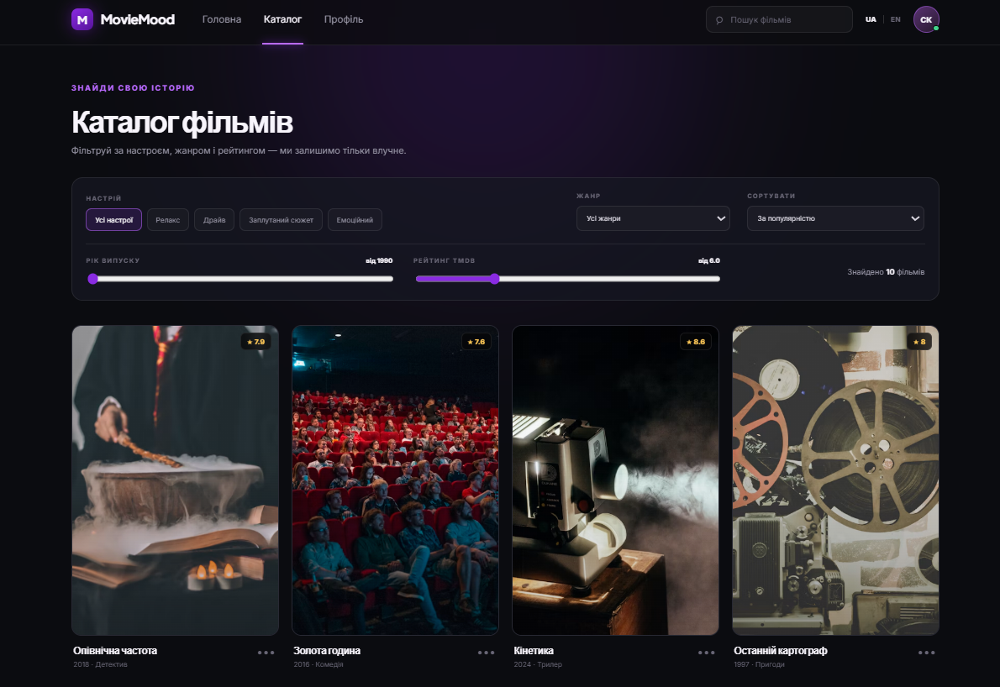 M MovieMood Головна Каталог Профіль Пошук фільмів UA EN СК
ЗНАЙДИ СВОЮ ІСТОРІЮ
Каталог фільмів
Фільтруй за настроєм, жанром і рейтингом — ми залишимо тільки влучне.
НАСТРІЙ ЖАНР СОРТУВАТИ
Усі настрої Релакс Драйв Заплутаний сюжет Емоційний Усі жанри За популярністю
РІК ВИПУСКУ від 1990 РЕЙТИНГ TMDB від 6.0
Знайдено 10 фільмів
★ 7.9 ★ 7.6 ★ 8.6 ★ 8
Опівнічна частота Золота година Кінетика Останній картограф
2018 · Детектив 2016 · Комедія 2024 · Трилер 1997 · Пригоди